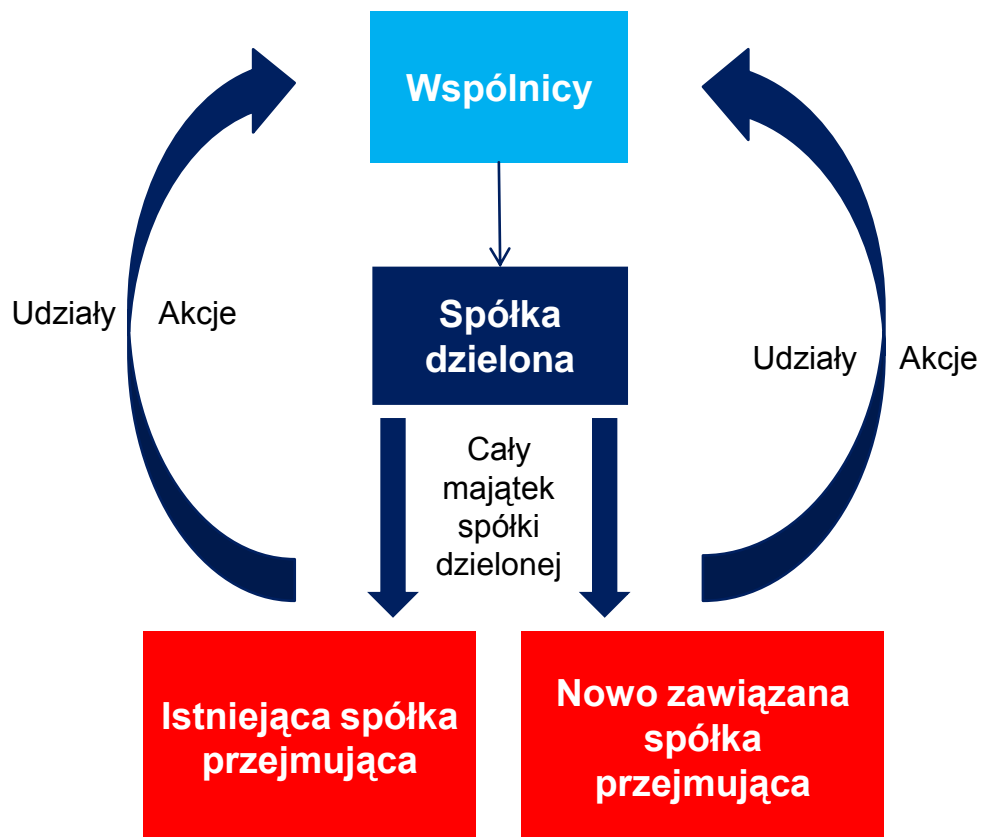 Wspólnicy
Spółka
dzielona
Udziały
Akcje
Udziały
Akcje
Cały
majątek
spółki
dzielonej
Istniejąca spółka
przejmująca
Nowo zawiązana
spółka
przejmująca